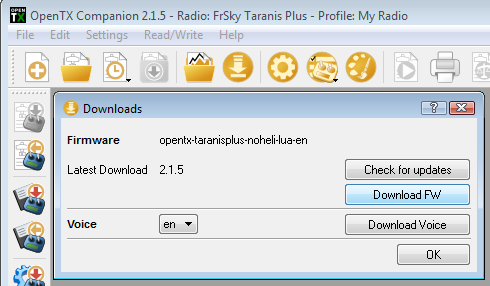 OPEN TX
OpenTX Companion 2.1.5 - Radio: FrSky Taranis Plus - Profile: My Radio
File Edit Settings Read/Write Help
Downloads
Firmware opentx-taranisplus-noheli-lua-en
Latest Download 2.1.5 Check for updates
Download FW
Voice en Download Voice
OK